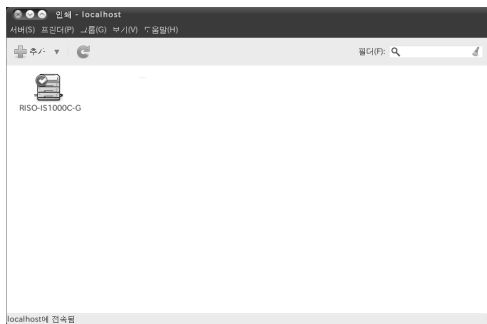 인쇄 - localhost
서버(S) 프린터(P) 그룹(G) 보기(V) 도움말(H)
추가 필터(F):
RISO-IS1000C-G
localhost에 접속됨